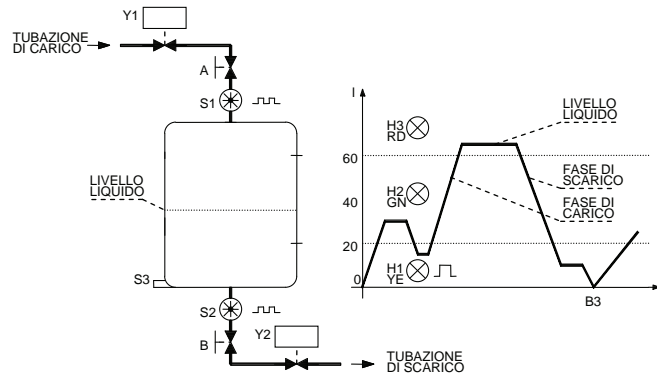 Y1
TUBAZIONE
DI CARICO
A
S1
LIVELLO
LIQUIDO
S3
S2
B
Y2
TUBAZIONE
DI SCARICO
l
60
40
20
0
H3
RD
H2
GN
H1
YE
LIVELLO
LIQUIDO
FASE DI
SCARICO
FASE DI
CARICO
B3